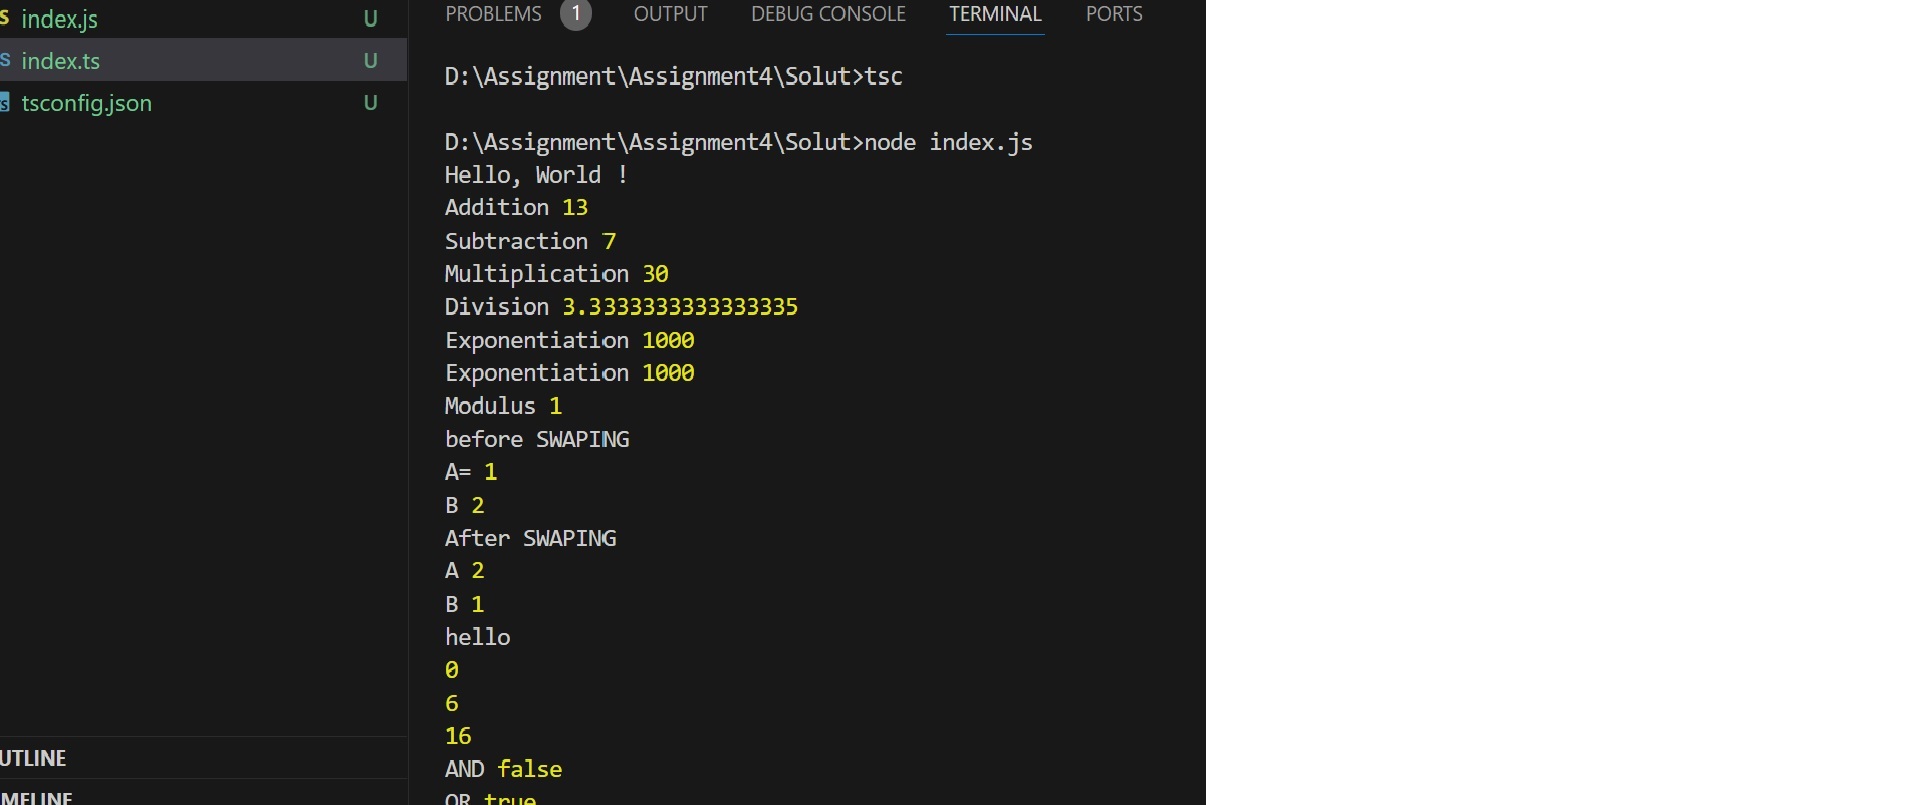 index.js U
index.ts U
tsconfig.json U
UTLINE
MELINE
PROBLEMS 1 OUTPUT DEBUG CONSOLE TERMINAL PORTS
D:\Assignment\Assignment4\Solut>tsc
D:\Assignment\Assignment4\Solut>node index.js
Hello, World !
Addition 13
Subtraction 7
Multiplication 30
Division 3.3333333333333335
Exponentiation 1000
Exponentiation 1000
Modulus 1
before SWAPING
A= 1
B 2
After SWAPING
A 2
B 1
hello
0
6
16
AND false
OR true